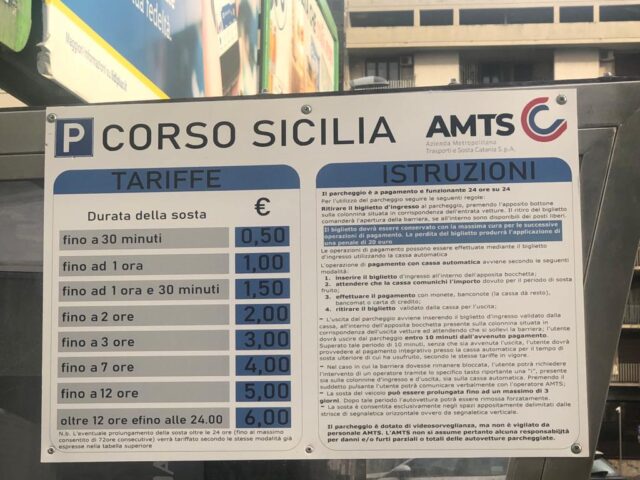 P CORSO SICILIA
AMTS
Azienda Metropolitana
Trasporti e Sosta Catania S.p.A.
TARIFFE
Durata della sosta €
fino a 30 minuti 0,50
fino ad 1 ora 1,00
fino ad 1 ora e 30 minuti 1,50
fino a 2 ore 2,00
fino a 3 ore 3,00
fino a 7 ore 4,00
fino a 12 ore 5,00
oltre 12 ore efino alle 24.00 6,00
N.b. L'eventuale prolungamento della sosta oltre le 24 ore (fino al massimo
consentito di 72ore consecutive) verrà tariffato secondo le stesse modalità già
espresse nella tabella superiore
ISTRUZIONI
Il parcheggio è a pagamento e funzionante 24 ore su 24
Per l'utilizzo del parcheggio seguire le seguenti regole:
Ritirare il biglietto d'ingresso al parcheggio, premendo l'apposito bottone
sulla colonnina situata in corrispondenza dell'entrata vetture. Il ritiro del biglietto
comanderà l'apertura della barriera, se all'interno sono disponibili dei posti liberi.
Il biglietto dovrà essere conservato con la massima cura per le successive
operazioni di pagamento. La perdita del biglietto produrrà l'applicazione di
una penale di 20 euro
Le operazioni di pagamento possono essere effettuate mediante il biglietto
d'ingresso utilizzando la cassa automatica
L'operazione di pagamento con cassa automatica avviene secondo le seguenti
modalità:
1. inserire il biglietto d'ingresso all'interno dell'apposita bocchetta;
2. attendere che la cassa comunichi l'importo dovuto per il periodo di sosta
fruito;
3. effettuare il pagamento con monete, banconote (la cassa dà resto),
bancomat o carta di credito;
4. ritirare il biglietto validato dalla cassa per l'uscita;
– L'uscita dal parcheggio avviene inserendo il biglietto d'ingresso validato dalla
cassa, all'interno dell'apposita bocchetta presente sulla colonnina situata in
corrispondenza dell'uscita vetture ed attendendo che si sollevi la barriera; l'utente
dovrà uscire dal parcheggio entro 10 minuti dall'avvenuto pagamento.
Superato tale periodo di 10 minuti, senza che sia avvenuta l'uscita, l'utente dovrà
provvedere al pagamento integrativo presso la cassa automatica per il tempo di
sosta ulteriore di cui ha usufruito, secondo le stesse tariffe in vigore.
– Nel caso in cui la barriera dovesse rimanere bloccata, l'utente potrà richiedere
l'intervento di un operatore tramite lo specifico tasto riportante una "i", presente
sia sulle colonnine d'ingresso e d'uscita, sia sulla cassa automatica. Premendo il
suddetto pulsante l'utente potrà comunicare verbalmente con l'operatore AMTS;
– La sosta del veicolo può essere prolungata fino ad un massimo di 3
giorni. Dopo tale periodo l'autovettura potrà essere rimossa forzatamente.
– La sosta è consentita esclusivamente negli spazi appositamente delimitati dalle
strisce di segnaletica orizzontale ovvero da segnaletica verticale.
Il parcheggio è dotato di videosorveglianza, ma non è vigilato da
personale AMTS. L'AMTS non si assume pertanto alcuna responsabilità
per danni e/o furti parziali o totali delle autovetture parcheggiate.